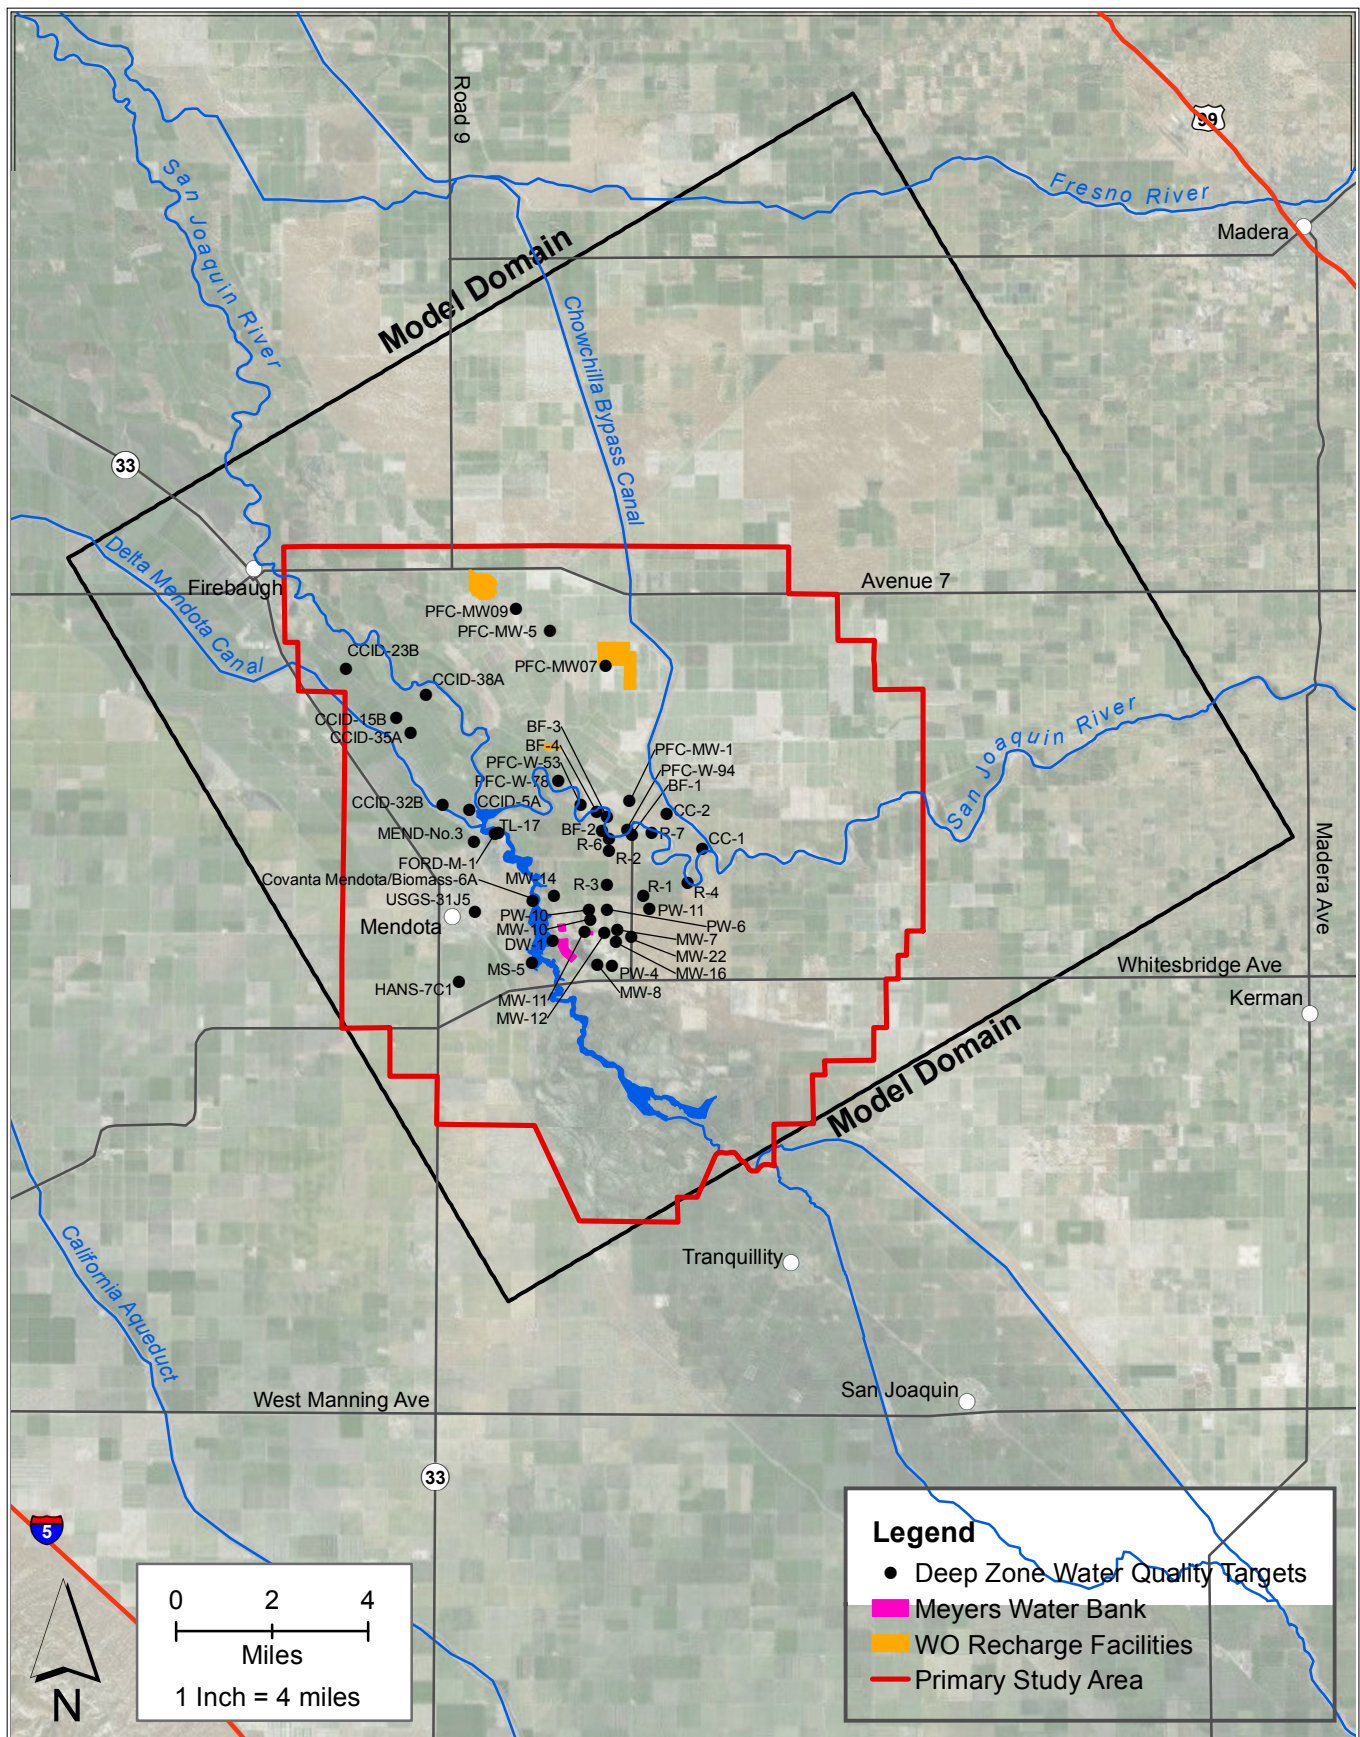 Road 9
99
San Joaquin River
Fresno River
Madera
Model Domain
Chowchilla Bypass Canal
33
Delta Mendota Canal
Firebaugh
Avenue 7
PFC-MW09
PFC-MW-5
CCID-23B
PFC-MW07
CCID-38A
CCID-15B
CCID-35A
BF-3
BF-4
PFC-W-53
PFC-W-78
PFC-MW-1
PFC-W-94
BF-1
San Joaquin River
CCID-32B
CCID-5A
CC-2
MEND-No.3
TL-17
BF-2
R-7
R-6
CC-1
FORD-M-1
R-2
Covanta Mendota/Biomass-6A
MW-14
R-3
R-1
R-4
USGS-31J5
PW-10
PW-11
Mendota
MW-10
PW-6
DW-1
MW-7
MW-22
MS-5
PW-4
MW-16
HANS-7C1
MW-11
MW-8
MW-12
Whitesbridge Ave
Kerman
Madera Ave
Model Domain
Tranquillity
California Aqueduct
West Manning Ave
San Joaquin
33
5
N
0 2 4
Miles
1 Inch = 4 miles
Legend
Deep Zone Water Quality Targets
Meyers Water Bank
WO Recharge Facilities
Primary Study Area